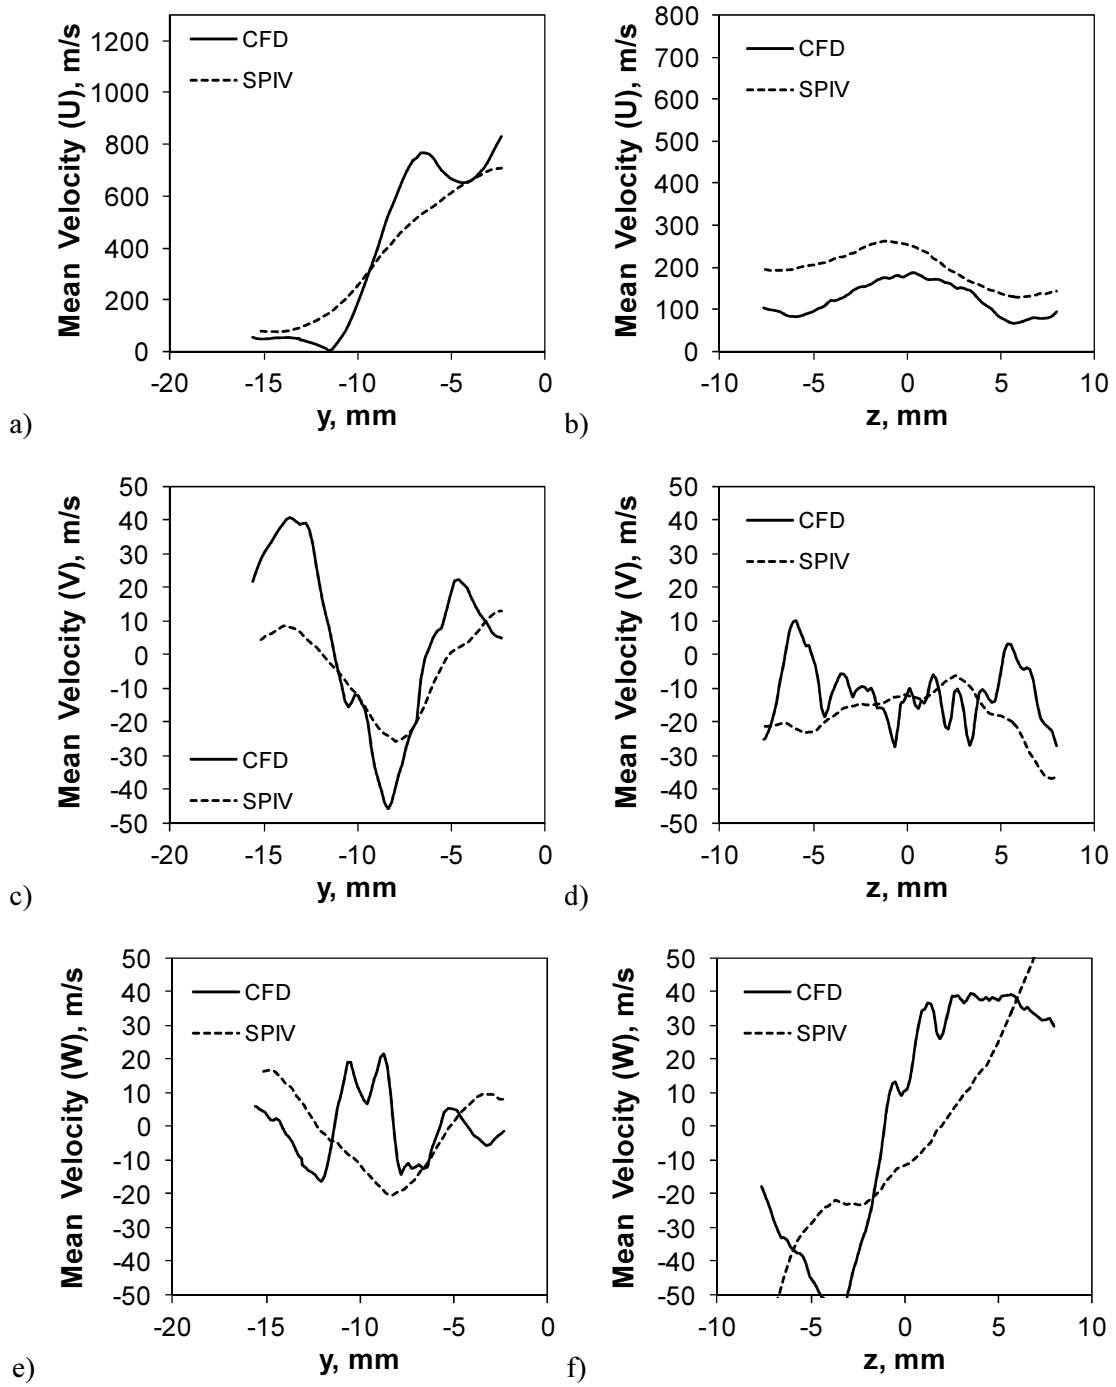 Mean Velocity (U), m/s
1200
1000
800
600
400
200
0
CFD
SPIV
-20 -15 -10 -5 0
y, mm
a)
Mean Velocity (U), m/s
800
700
600
500
400
300
200
100
0
CFD
SPIV
-10 -5 0 5 10
z, mm
b)
Mean Velocity (V), m/s
50
40
30
20
10
0
-10
-20
-30
-40
-50
CFD
SPIV
-20 -15 -10 -5 0
y, mm
c)
Mean Velocity (V), m/s
50
40
30
20
10
0
-10
-20
-30
-40
-50
CFD
SPIV
-10 -5 0 5 10
z, mm
d)
Mean Velocity (W), m/s
50
40
30
20
10
0
-10
-20
-30
-40
-50
CFD
SPIV
-20 -15 -10 -5 0
y, mm
e)
Mean Velocity (W), m/s
50
40
30
20
10
0
-10
-20
-30
-40
-50
CFD
SPIV
-10 -5 0 5 10
z, mm
f)